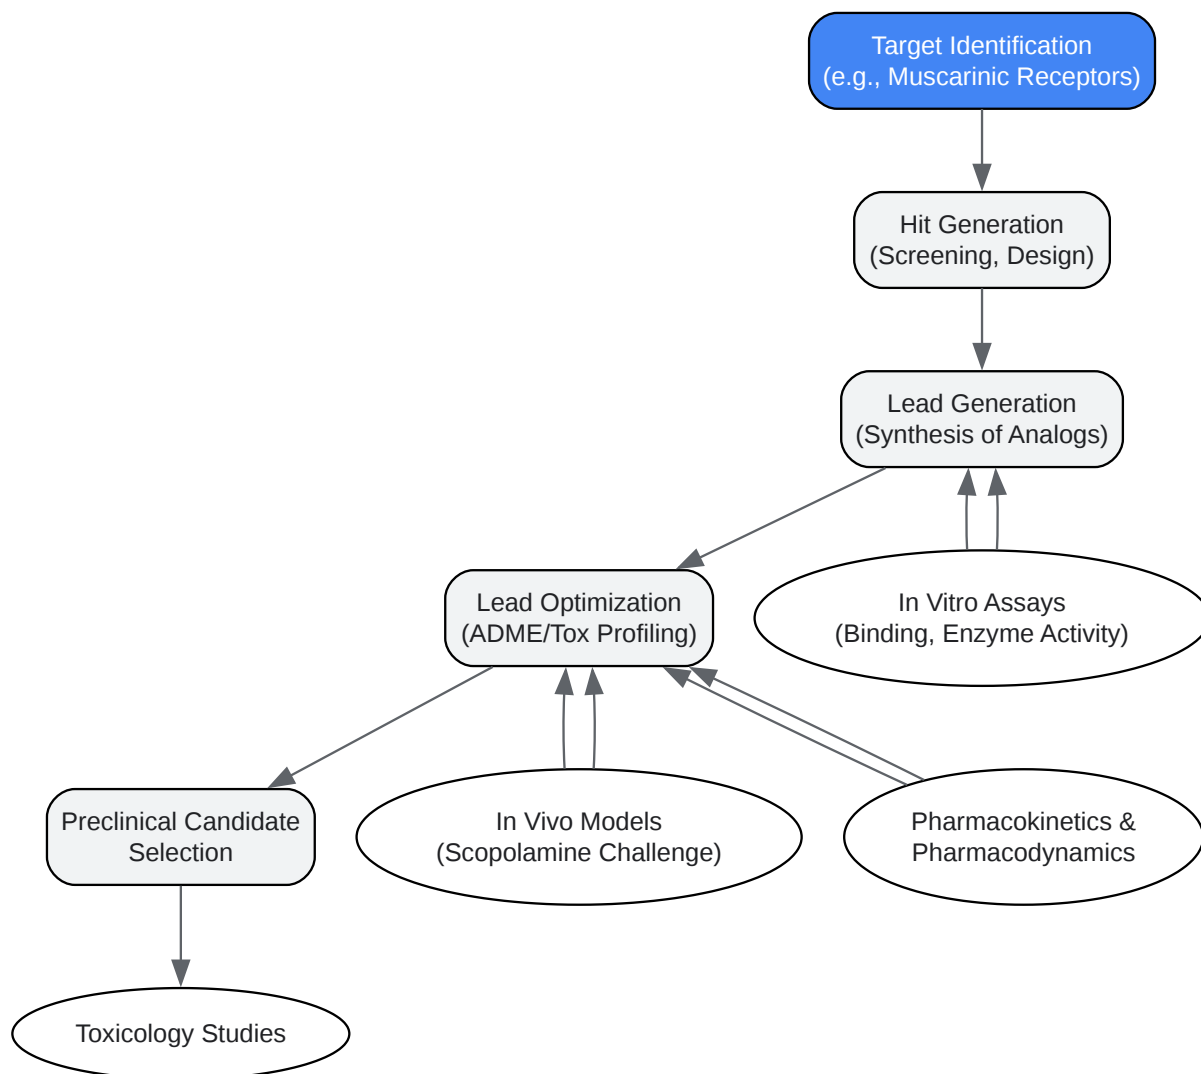 Target Identification
(e.g., Muscarinic Receptors)
Hit Generation
(Screening, Design)
Lead Generation
(Synthesis of Analogs)
Lead Optimization
(ADME/Tox Profiling)
In Vitro Assays
(Binding, Enzyme Activity)
Preclinical Candidate
Selection
In Vivo Models
(Scopolamine Challenge)
Pharmacokinetics &
Pharmacodynamics
Toxicology Studies